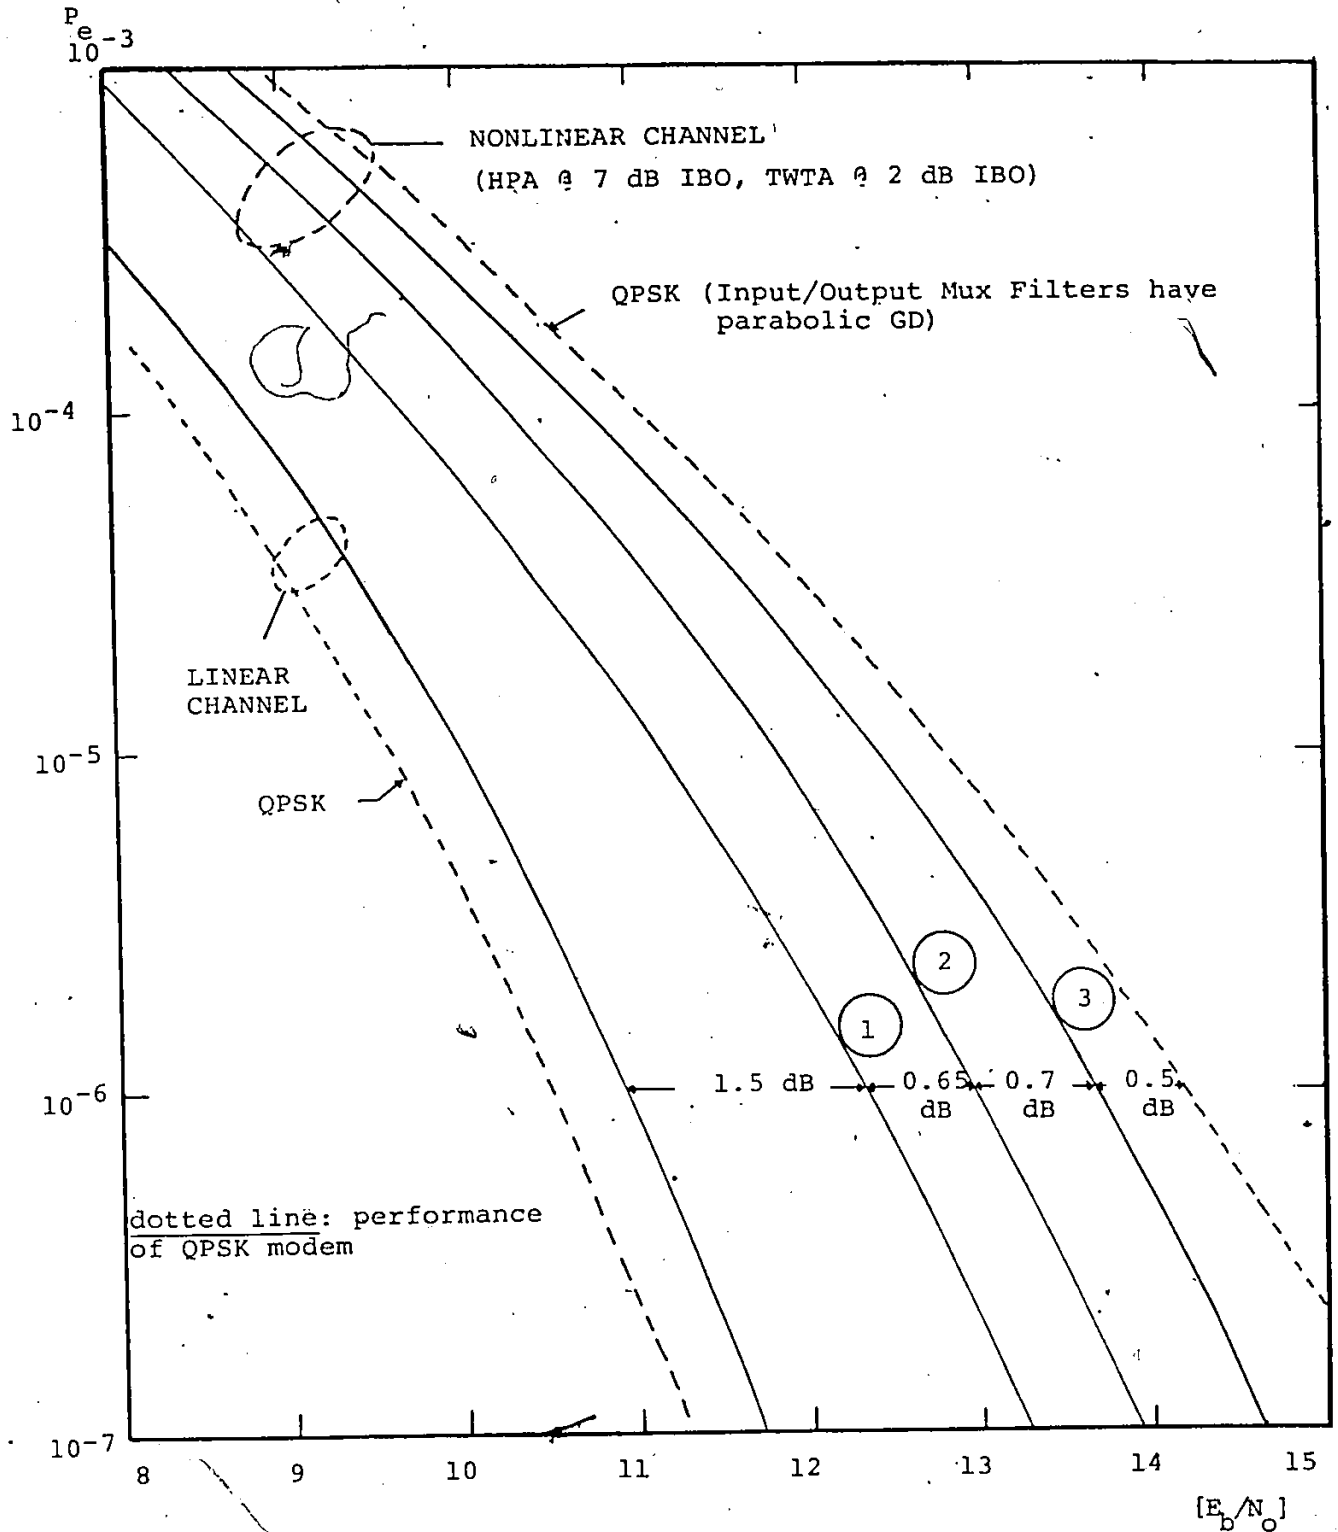 Pe
10-3
NONLINEAR CHANNEL
(HPA @ 7 dB IBO, TWTA @ 2 dB IBO)
QPSK (Input/Output Mux Filters have
parabolic GD)
10-4
LINEAR
CHANNEL
10-5
QPSK
2
3
1
1.5 dB
0.65
dB
0.7
dB
0.5
dB
10-6
dotted line: performance
of QPSK modem
10-7
8 9 10 11 12 13 14 15
[Eb/No]